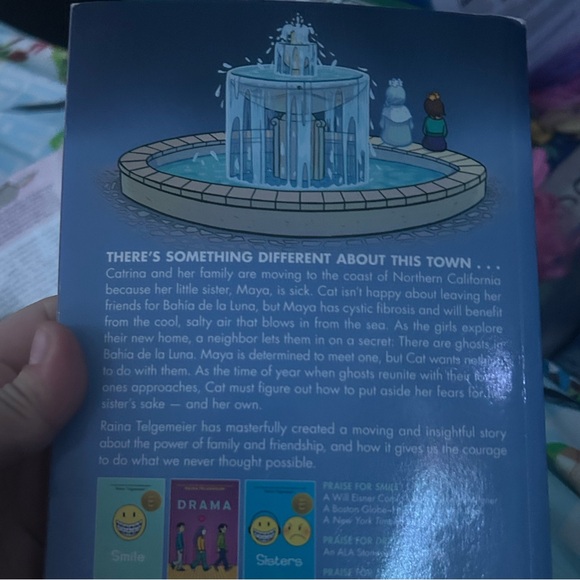 THERE'S SOMETHING DIFFERENT ABOUT THIS TOWN . . .
Catrina and her family are moving to the coast of Northern California
because her little sister, Maya, is sick. Cat isn't happy about leaving her
friends for Bahía de la Luna, but Maya has cystic fibrosis and will benefit
from the cool, salty air that blows in from the sea. As the girls explore
their new home, a neighbor lets them in on a secret: There are ghosts in
Bahía de la Luna. Maya is determined to meet one, but Cat wants
to do with them. As the time of year when ghosts reunite with their
ones approaches, Cat must figure out how to put aside her fears for
sister's sake — and her own.
Raina Telgemeier has masterfully created a moving and insightful story
about the power of family and friendship, and how it gives us the courage
to do what we never thought possible.
Smile
DRAMA
Sisters
PRAISE FOR SMILE
A Will Eisner
A Boston Globe–
A New York
PRAISE FOR
An ALA
PRAISE FOR